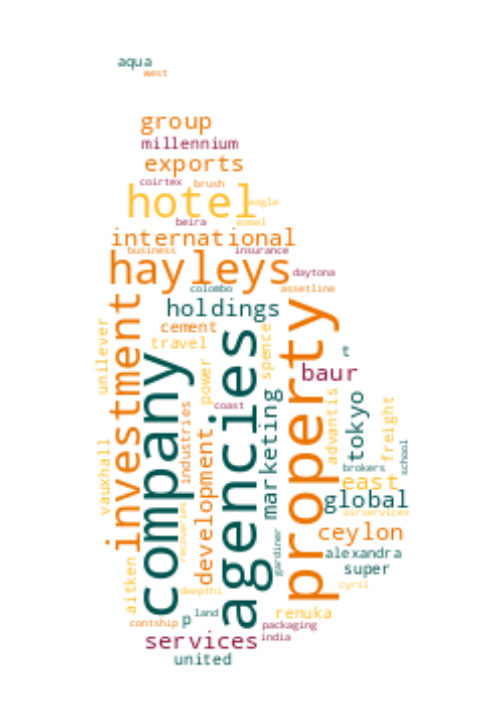 aqua
west
group
millennium
exports
coirtex
brush
hotel
eagle
beira
eamel
international
business
insurance
hayleys
daytona
colombo
assetline
holdings
cement
travel
unilever
investment
company
agencies
property
spence
power
t
baur
coast
industries
marketing
advantis
tokyo
freight
vauxhall
development
brokers
school
east
global
airservices
recoveries
ceylon
gardiner
alexandra
super
aitken
deepthi
cyril
land
renuka
contship
p
packaging
services
india
united